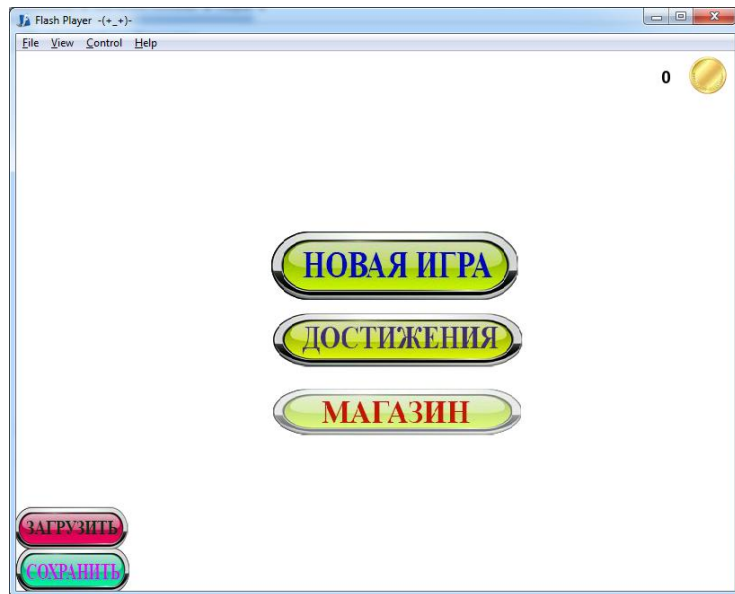 Flash Player -(+_+)-
File View Control Help
0
НОВАЯ ИГРА
ДОСТИЖЕНИЯ
МАГАЗИН
ЗАГРУЗИТЬ
СОХРАНИТЬ